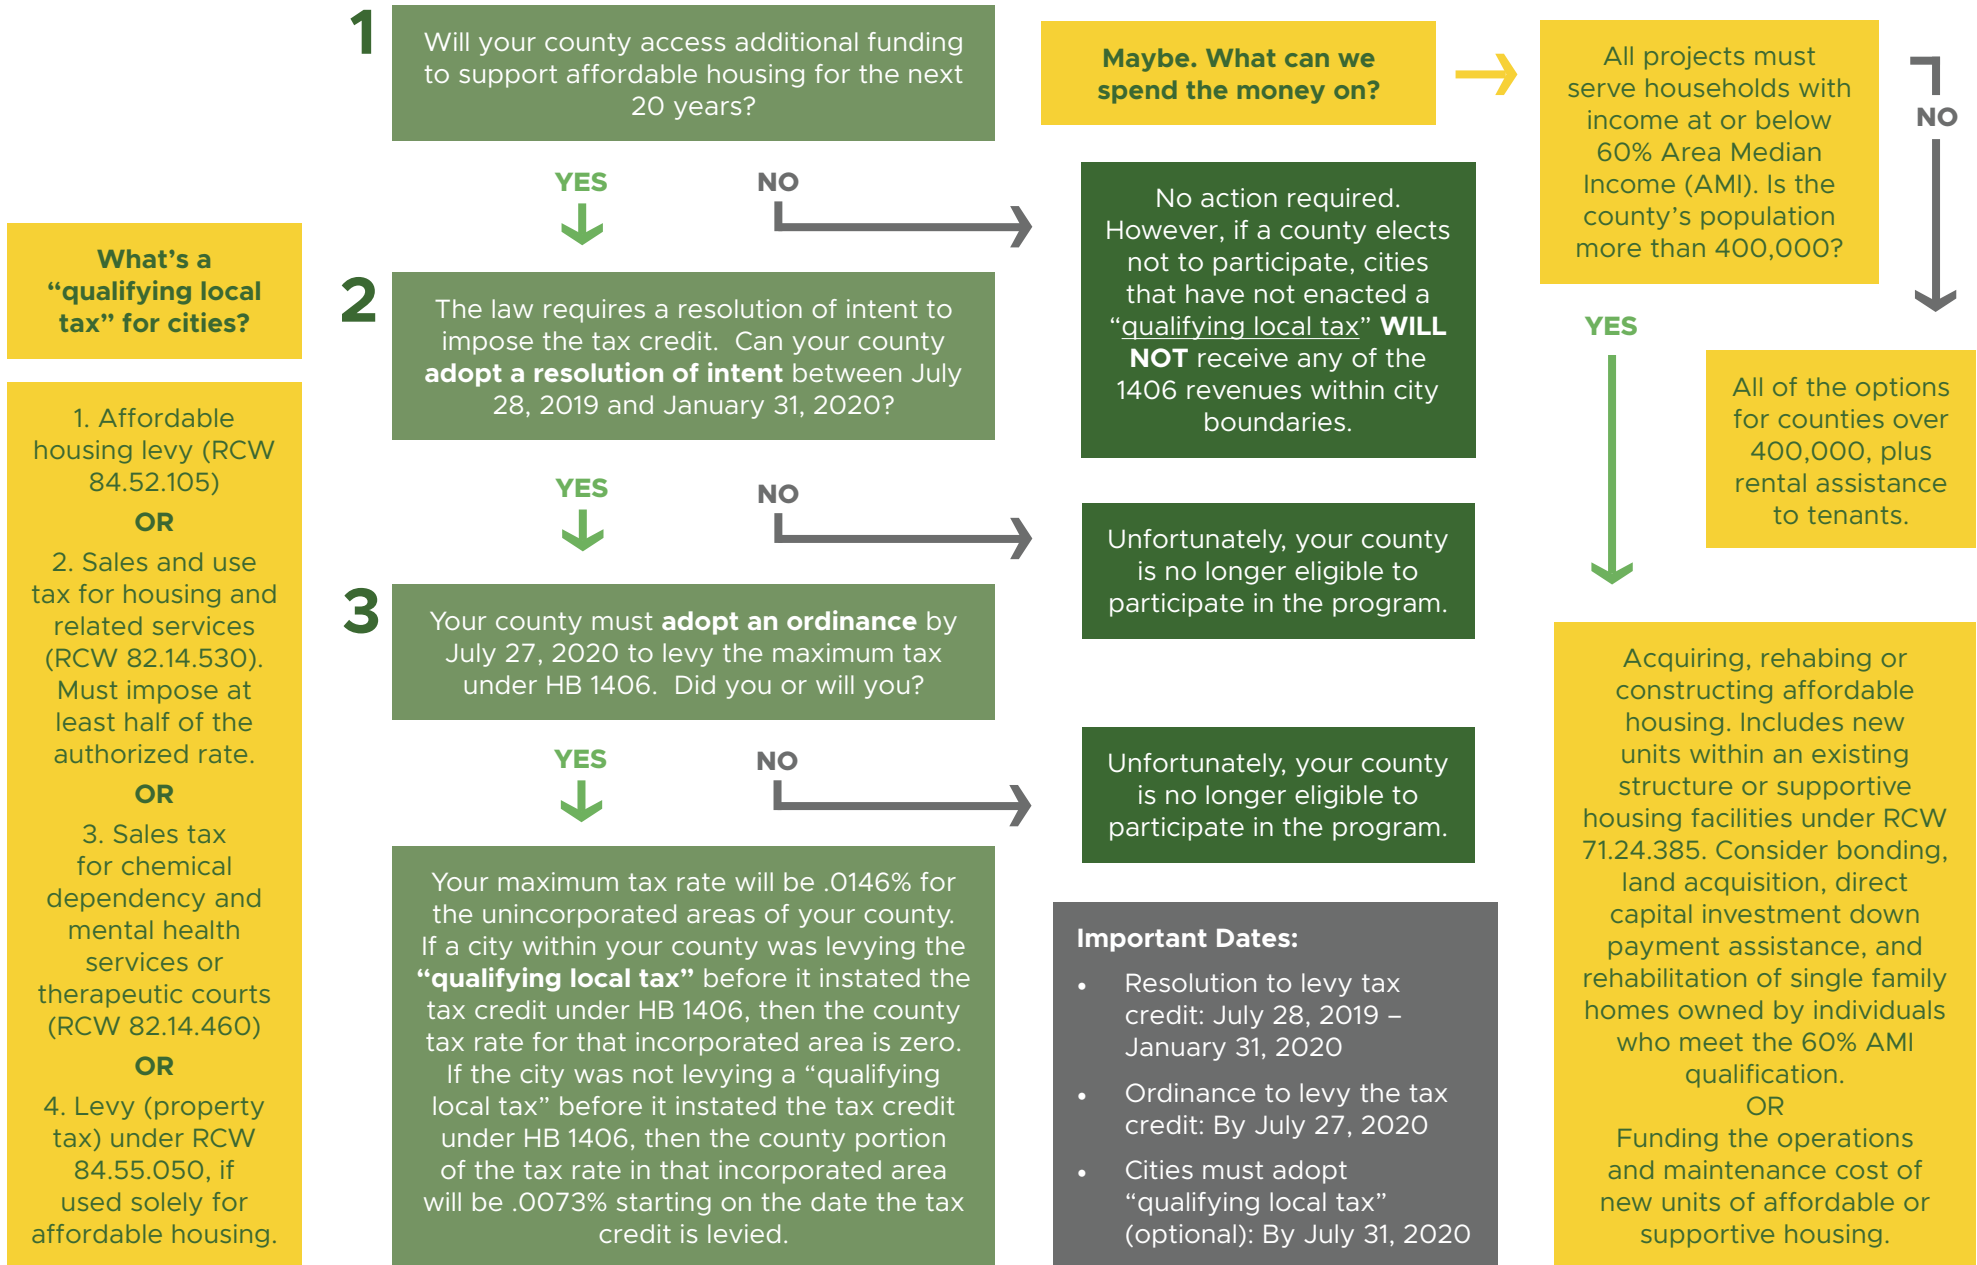 1
Will your county access additional funding
to support affordable housing for the next
20 years?
YES
NO
2
The law requires a resolution of intent to
impose the tax credit.  Can your county
adopt a resolution of intent between July
28, 2019 and January 31, 2020?
YES
NO
3
Your county must adopt an ordinance by
July 27, 2020 to levy the maximum tax
under HB 1406.  Did you or will you?
YES
NO
Your maximum tax rate will be .0146% for
the unincorporated areas of your county.
If a city within your county was levying the
“qualifying local tax” before it instated the
tax credit under HB 1406, then the county
tax rate for that incorporated area is zero.
If the city was not levying a “qualifying
local tax” before it instated the tax credit
under HB 1406, then the county portion
of the tax rate in that incorporated area
will be .0073% starting on the date the tax
credit is levied.
What’s a
“qualifying local
tax” for cities?
1. Affordable
housing levy (RCW
84.52.105)
OR
2. Sales and use
tax for housing and
related services
(RCW 82.14.530).
Must impose at
least half of the
authorized rate.
OR
3. Sales tax
for chemical
dependency and
mental health
services or
therapeutic courts
(RCW 82.14.460)
OR
4. Levy (property
tax) under RCW
84.55.050, if
used solely for
affordable housing.
Maybe. What can we
spend the money on?
No action required.
However, if a county elects
not to participate, cities
that have not enacted a
“qualifying local tax” WILL
NOT receive any of the
1406 revenues within city
boundaries.
Unfortunately, your county
is no longer eligible to
participate in the program.
Unfortunately, your county
is no longer eligible to
participate in the program.
Important Dates:
• Resolution to levy tax
credit: July 28, 2019 –
January 31, 2020
• Ordinance to levy the tax
credit: By July 27, 2020
• Cities must adopt
“qualifying local tax”
(optional): By July 31, 2020
All projects must
serve households with
income at or below
60% Area Median
Income (AMI). Is the
county’s population
more than 400,000?
NO
YES
All of the options
for counties over
400,000, plus
rental assistance
to tenants.
Acquiring, rehabing or
constructing affordable
housing. Includes new
units within an existing
structure or supportive
housing facilities under RCW
71.24.385. Consider bonding,
land acquisition, direct
capital investment down
payment assistance, and
rehabilitation of single family
homes owned by individuals
who meet the 60% AMI
qualification.
OR
Funding the operations
and maintenance cost of
new units of affordable or
supportive housing.